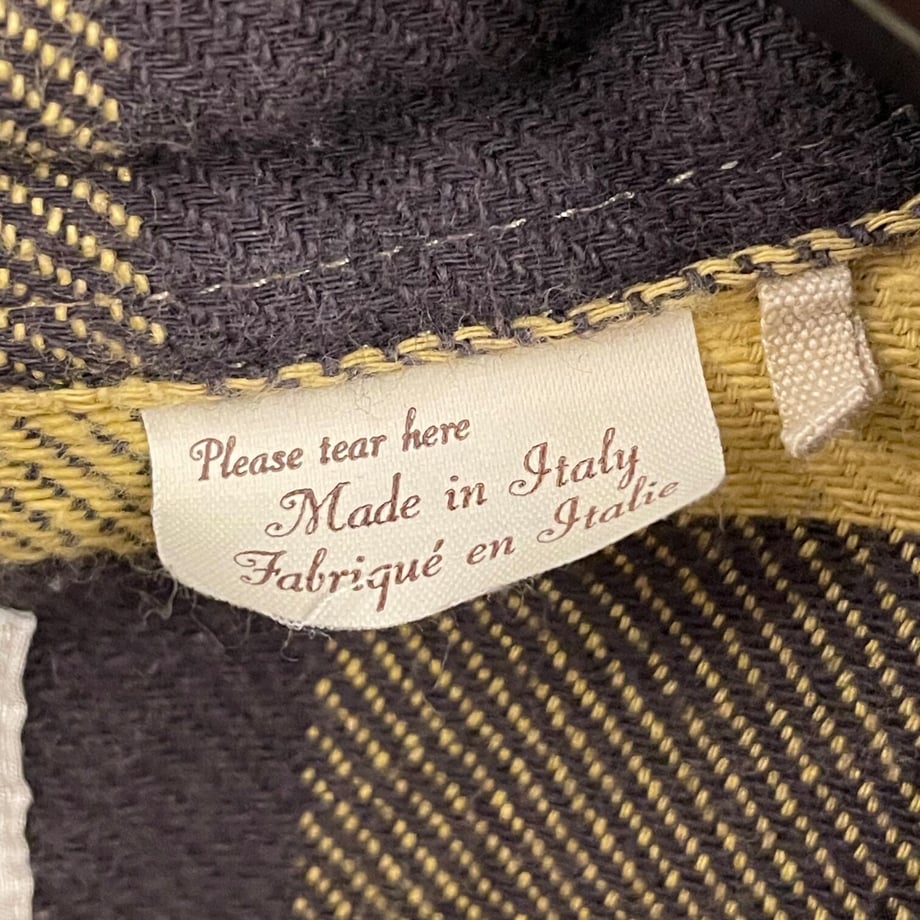 Please tear here
Made in Italy
Fabriqué en Italie